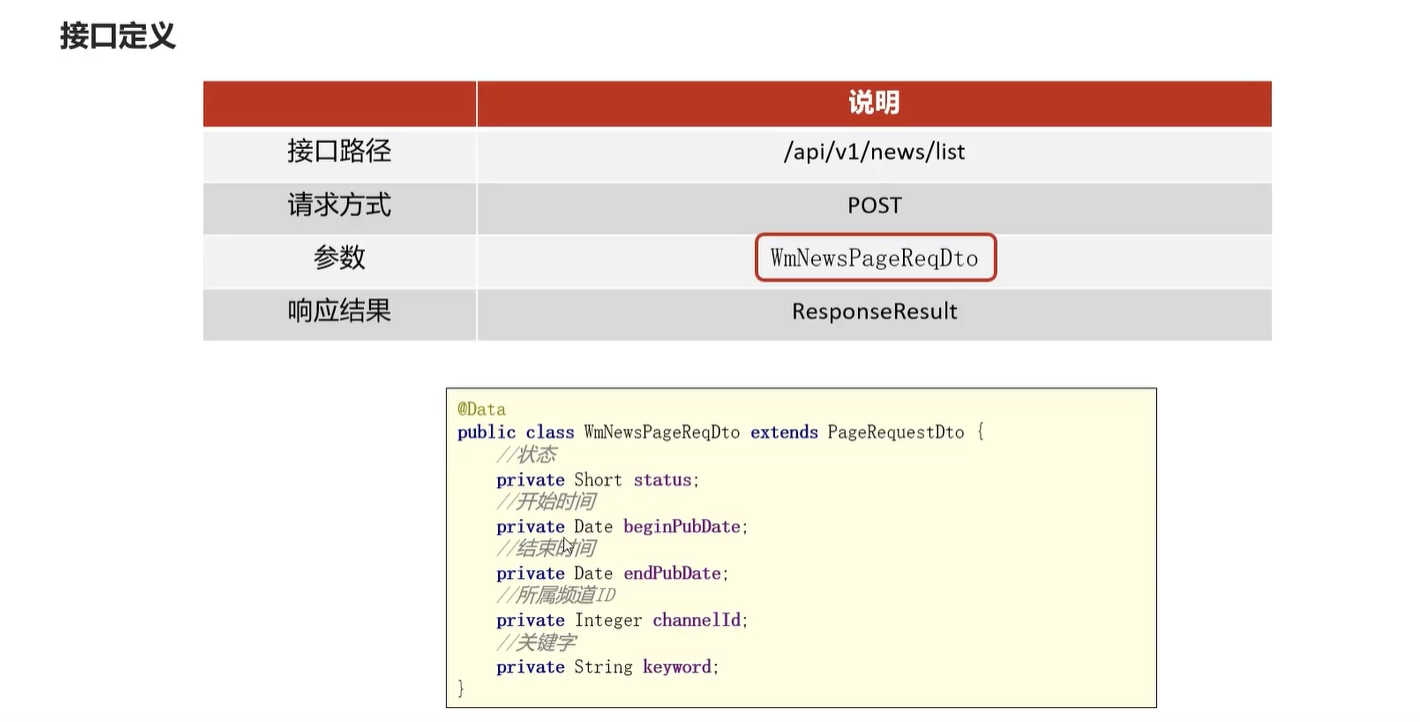 接口定义
说明
接口路径 /api/v1/news/list
请求方式 POST
参数 WmNewsPageReqDto
响应结果 ResponseResult
@Data
public class WmNewsPageReqDto extends PageRequestDto {
//状态
private Short status;
//开始时间
private Date beginPubDate;
//结束时间
private Date endPubDate;
//所属频道ID
private Integer channelId;
//关键字
private String keyword;
}